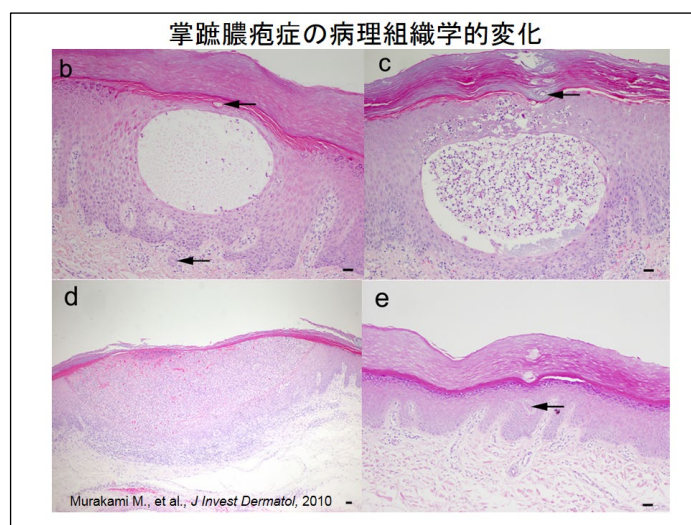 掌蹠膿疱症の病理組織学的変化
b
c
d
e
Murakami M., et al., J Invest Dermatol, 2010